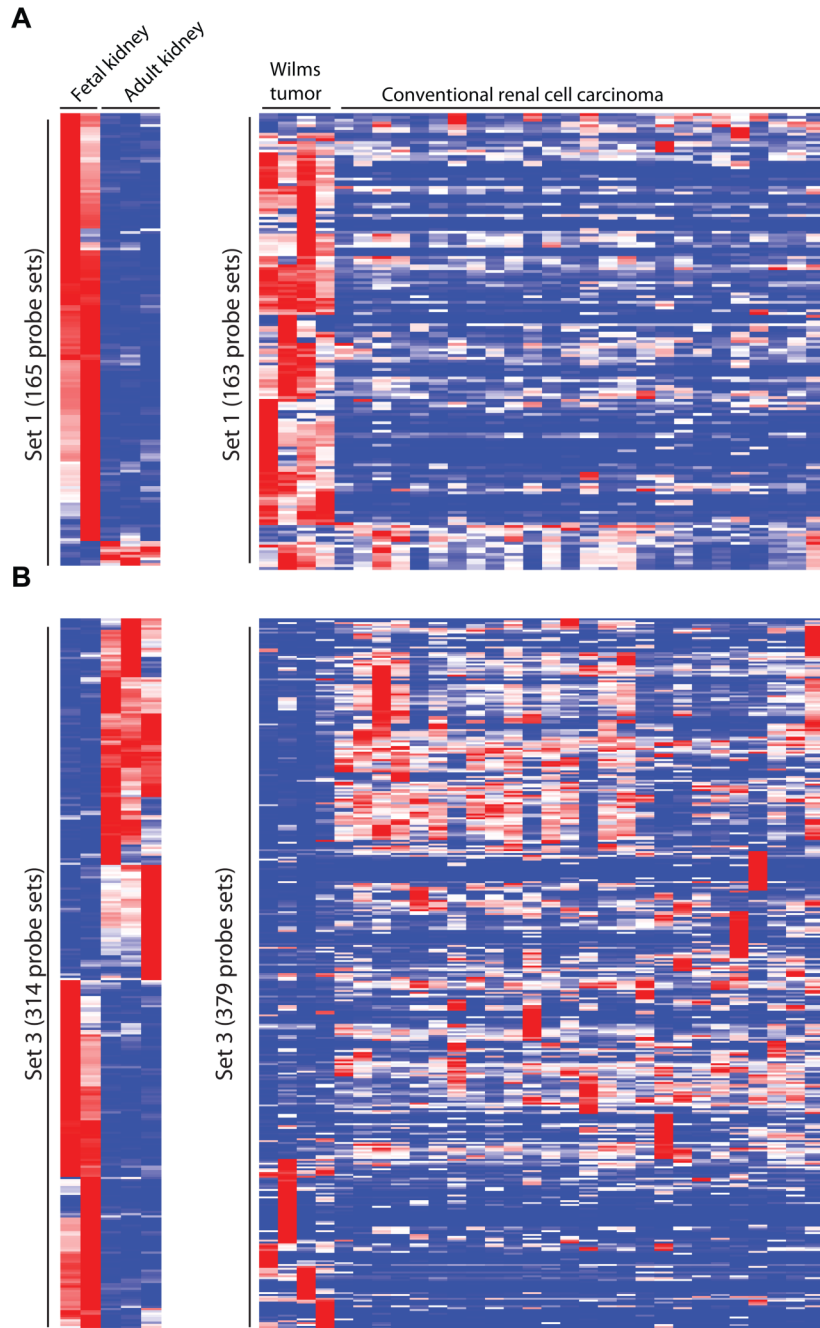 A
Fetal kidney
Adult kidney
Wilms
tumor
Conventional renal cell carcinoma
Set 1 (165 probe sets)
Set 1 (163 probe sets)
B
Set 3 (314 probe sets)
Set 3 (379 probe sets)